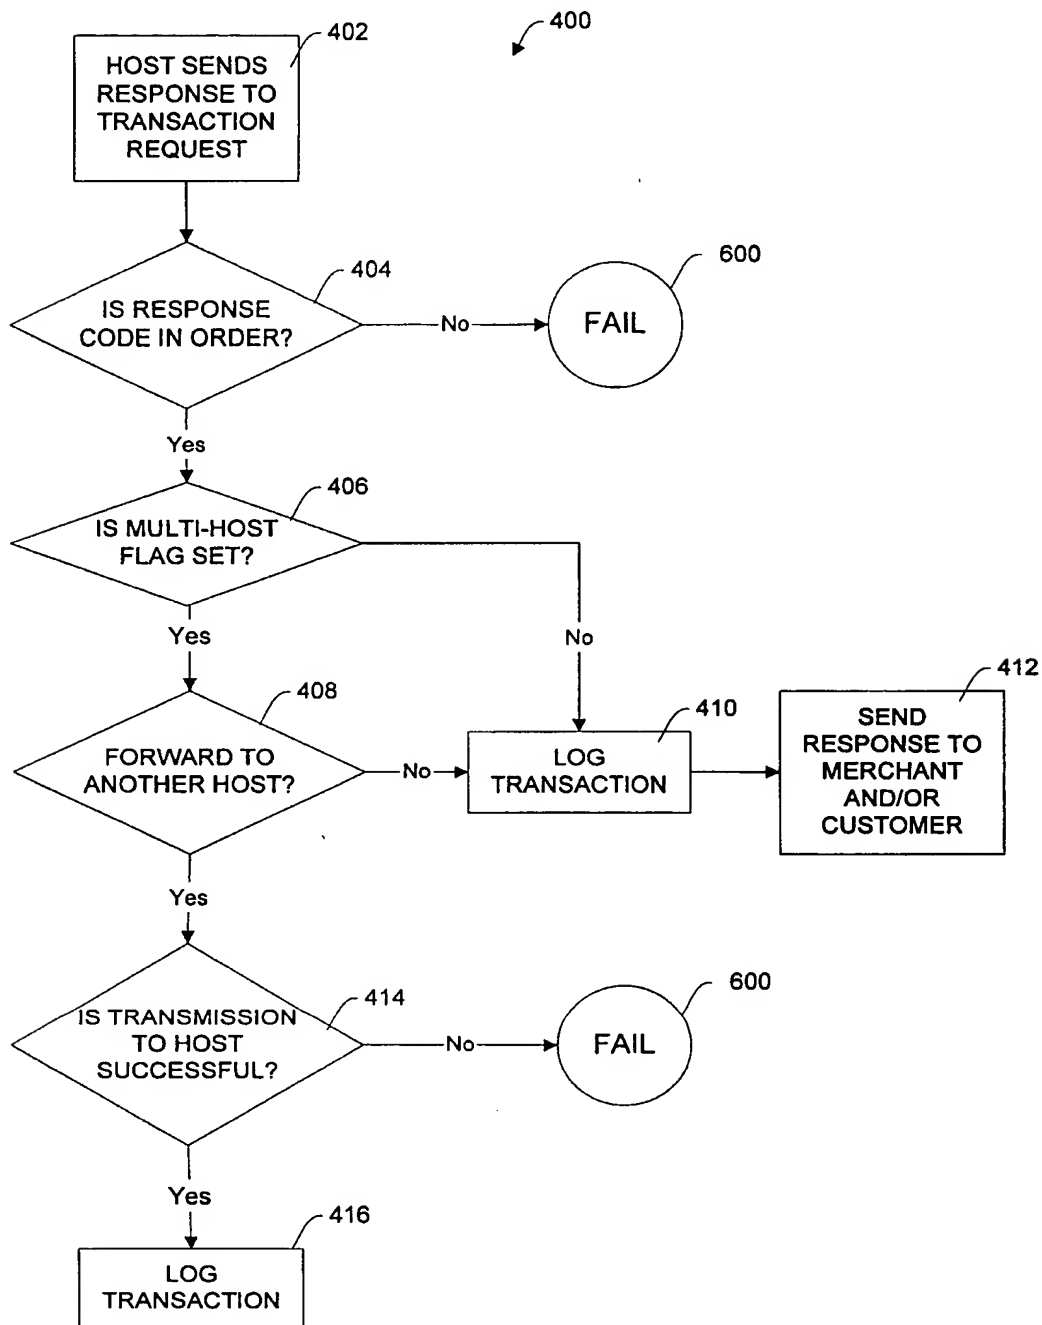 400
402
HOST SENDS
RESPONSE TO
TRANSACTION
REQUEST
404
IS RESPONSE
CODE IN ORDER?
No
600
FAIL
Yes
406
IS MULTI-HOST
FLAG SET?
No
Yes
408
FORWARD TO
ANOTHER HOST?
No
410
LOG
TRANSACTION
412
SEND
RESPONSE TO
MERCHANT
AND/OR
CUSTOMER
Yes
414
IS TRANSMISSION
TO HOST
SUCCESSFUL?
No
600
FAIL
Yes
416
LOG
TRANSACTION